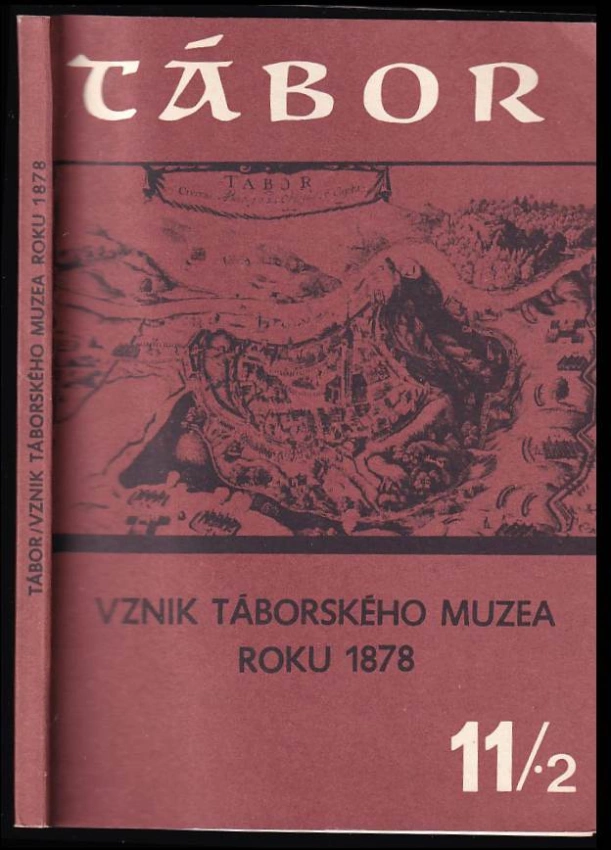 TÁBOR/VZNIK TÁBORSKÉHO MUZEA ROKU 1878
TÁBOR
TABOR
VZNIK TÁBORSKÉHO MUZEA
ROKU 1878
11/·2